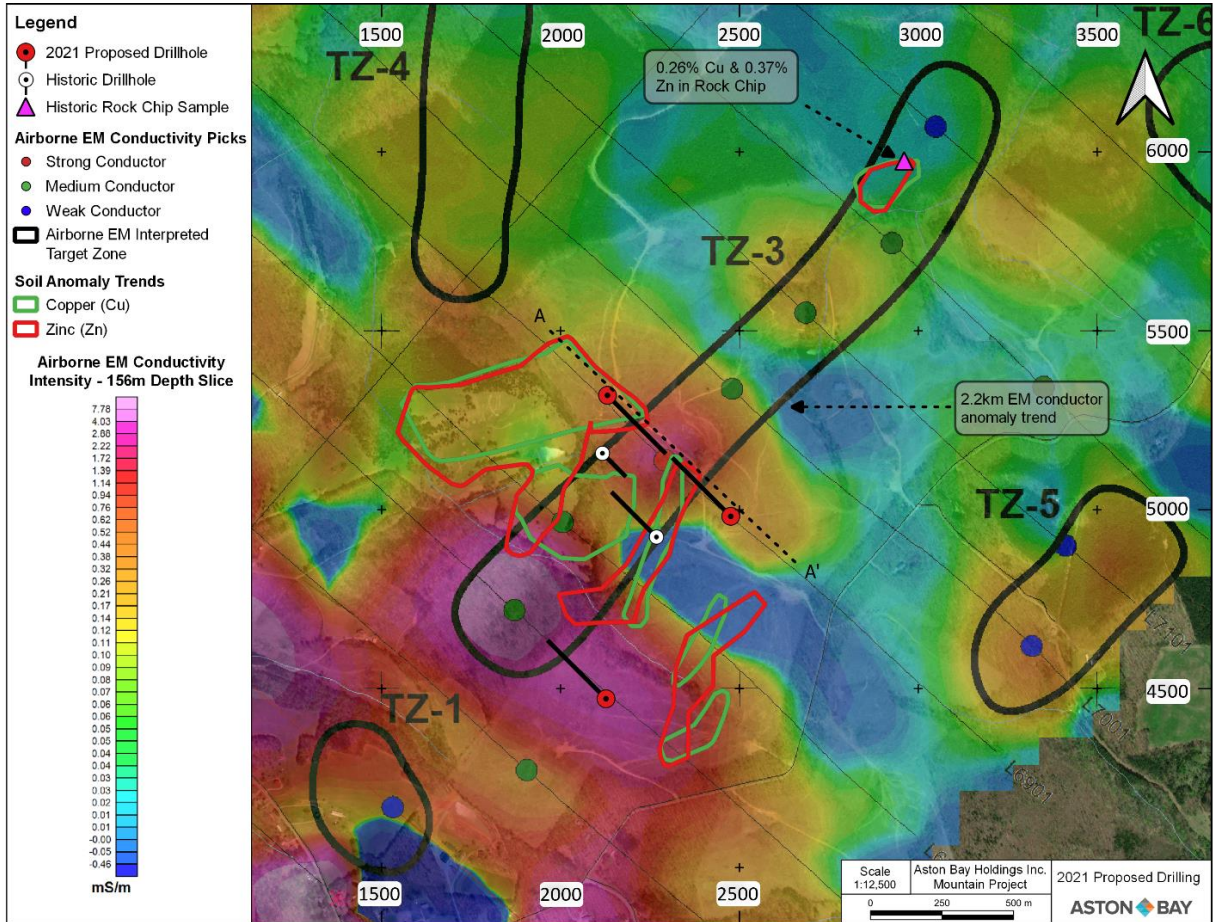 Legend
2021 Proposed Drillhole
Historic Drillhole
Historic Rock Chip Sample
Airborne EM Conductivity Picks
Strong Conductor
Medium Conductor
Weak Conductor
Airborne EM Interpreted
Target Zone
Soil Anomaly Trends
Copper (Cu)
Zinc (Zn)
Airborne EM Conductivity
Intensity - 156m Depth Slice
7.78
4.03
2.88
2.22
1.72
1.39
1.14
0.94
0.76
0.62
0.52
0.44
0.38
0.32
0.26
0.21
0.17
0.14
0.12
0.11
0.10
0.09
0.08
0.07
0.06
0.06
0.05
0.05
0.04
0.04
0.03
0.03
0.02
0.02
0.01
0.01
-0.00
-0.05
-0.46
mS/m
1500
2000
2500
3000
3500
TZ-6
TZ-4
0.26% Cu & 0.37%
Zn in Rock Chip
6000
TZ-3
5500
A
2.2km EM conductor
anomaly trend
TZ-5
5000
A'
L7101
4500
TZ-1
L7001
L6901
1500
2000
2500
Scale
1:12,500
Aston Bay Holdings Inc.
Mountain Project
2021 Proposed Drilling
0 250 500 m
ASTON BAY